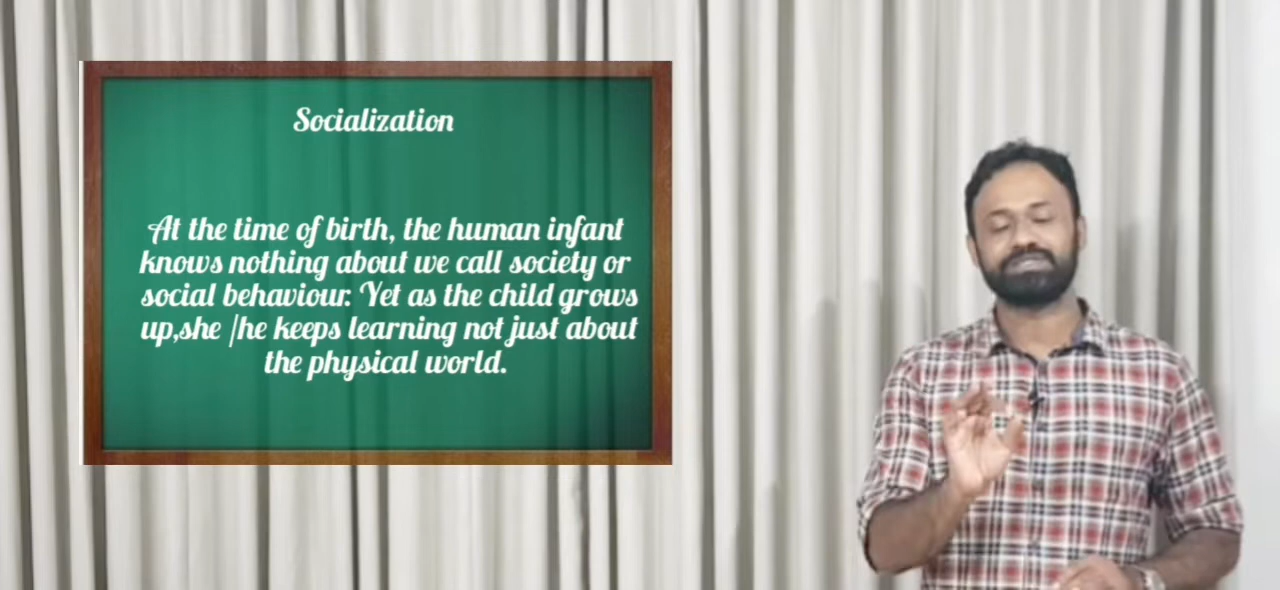 Socialization
At the time of birth, the human infant
knows nothing about we call society or
social behaviour. Yet as the child grows
up,she /he keeps learning not just about
the physical world.